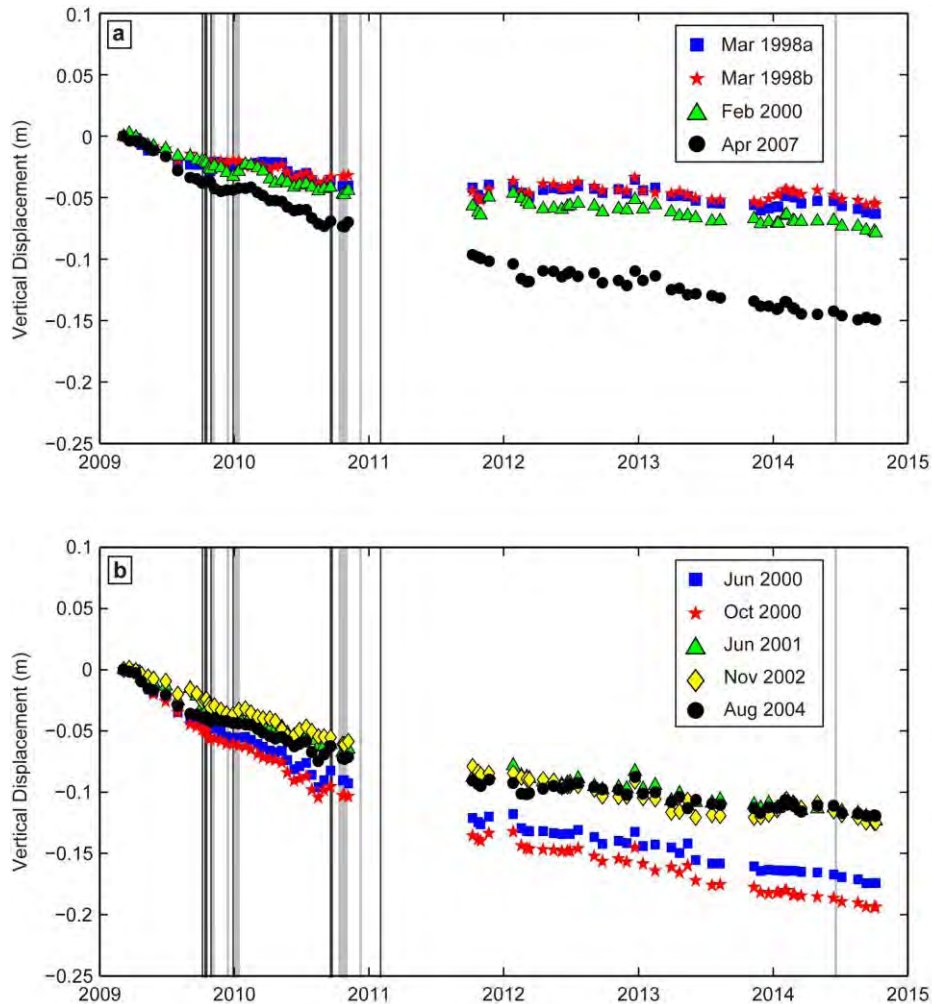 a
Mar 1998a
Mar 1998b
Feb 2000
Apr 2007
0.1
0.05
0
−0.05
−0.1
−0.15
−0.2
−0.25
Vertical Displacement (m)
2009
2010
2011
2012
2013
2014
2015
b
Jun 2000
Oct 2000
Jun 2001
Nov 2002
Aug 2004
0.1
0.05
0
−0.05
−0.1
−0.15
−0.2
−0.25
Vertical Displacement (m)
2009
2010
2011
2012
2013
2014
2015